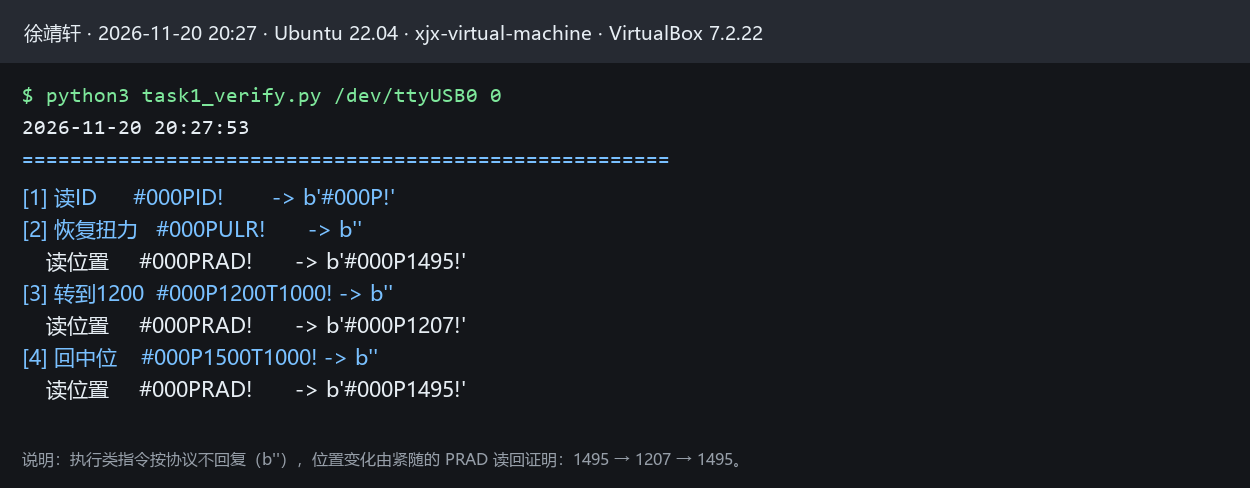 徐靖轩 · 2026-11-20 20:27 · Ubuntu 22.04 · xjx-virtual-machine · VirtualBox 7.2.22
$ python3 task1_verify.py /dev/ttyUSB0 0
2026-11-20 20:27:53
======================================================
[1] 读ID #000PID! -> b'#000P!'
[2] 恢复扭力 #000PULR! -> b''
读位置 #000PRAD! -> b'#000P1495!'
[3] 转到1200 #000P1200T1000! -> b''
读位置 #000PRAD! -> b'#000P1207!'
[4] 回中位 #000P1500T1000! -> b''
读位置 #000PRAD! -> b'#000P1495!'
说明：执行类指令按协议不回复（b''），位置变化由紧随的 PRAD 读回证明：1495 → 1207 → 1495。